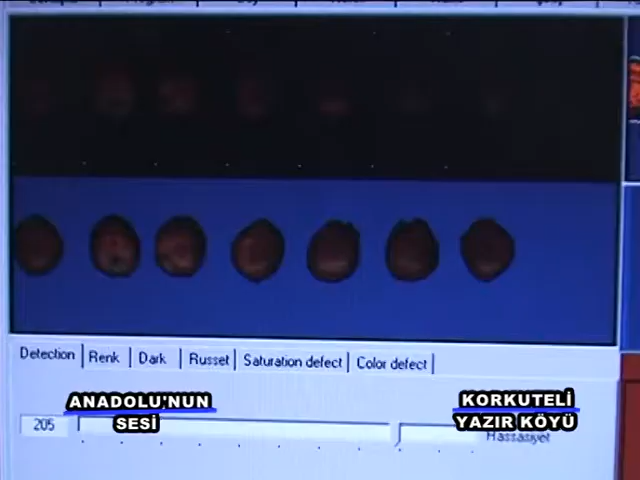 Detection Renk Dark Russet Saturation defect Color defect
ANADOLU'NUN
SESİ
KORKUTELİ
YAZIR KÖYÜ
205
Hassasiyet